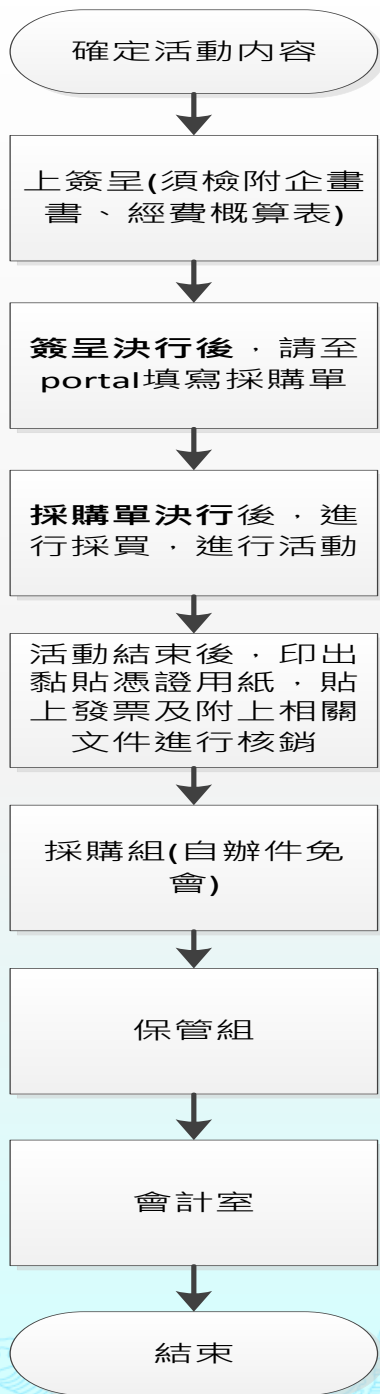 確定活動內容
上簽呈(須檢附企畫
書、經費概算表)
簽呈決行後，請至
portal填寫採購單
採購單決行後，進
行採買，進行活動
活動結束後，印出
黏貼憑證用紙，貼
上發票及附上相關
文件進行核銷
採購組(自辦件免
會)
保管組
會計室
結束